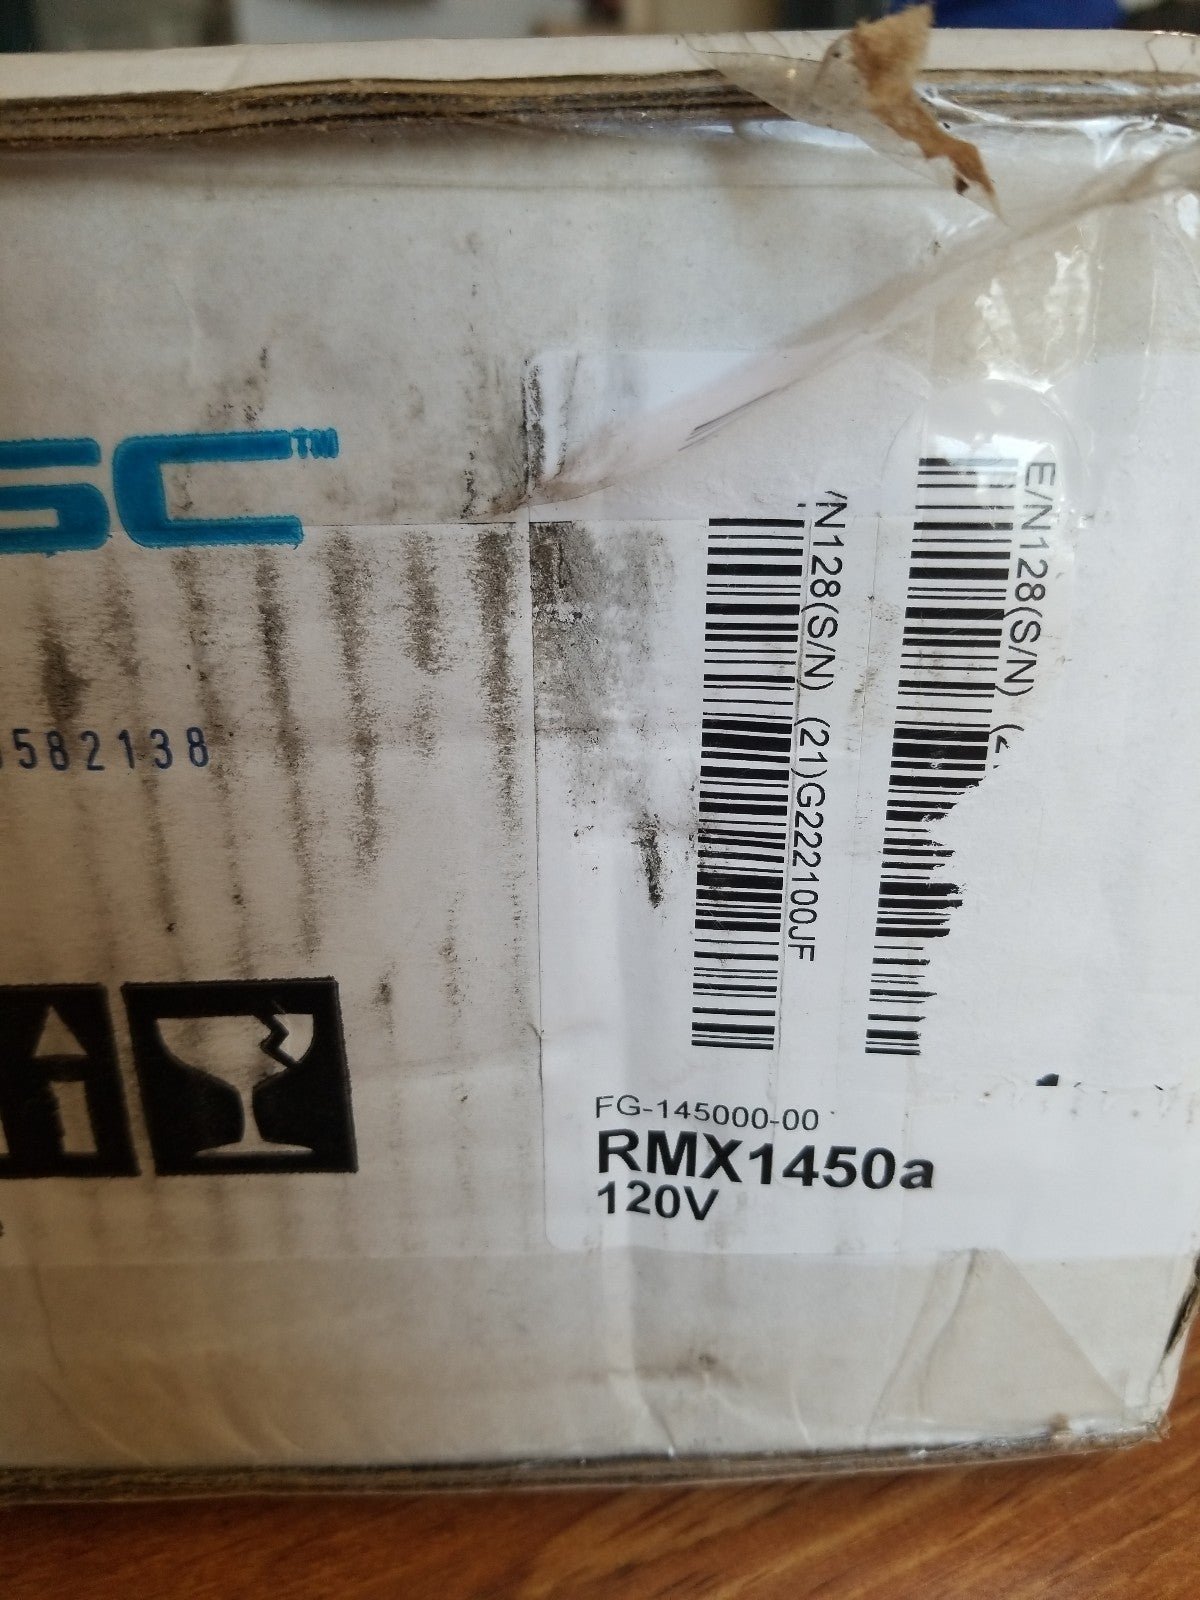 SC™
582138
'N128(S/N) (21)G222100JF
E/N128(S/N) (
FG-145000-00
RMX1450a
120V